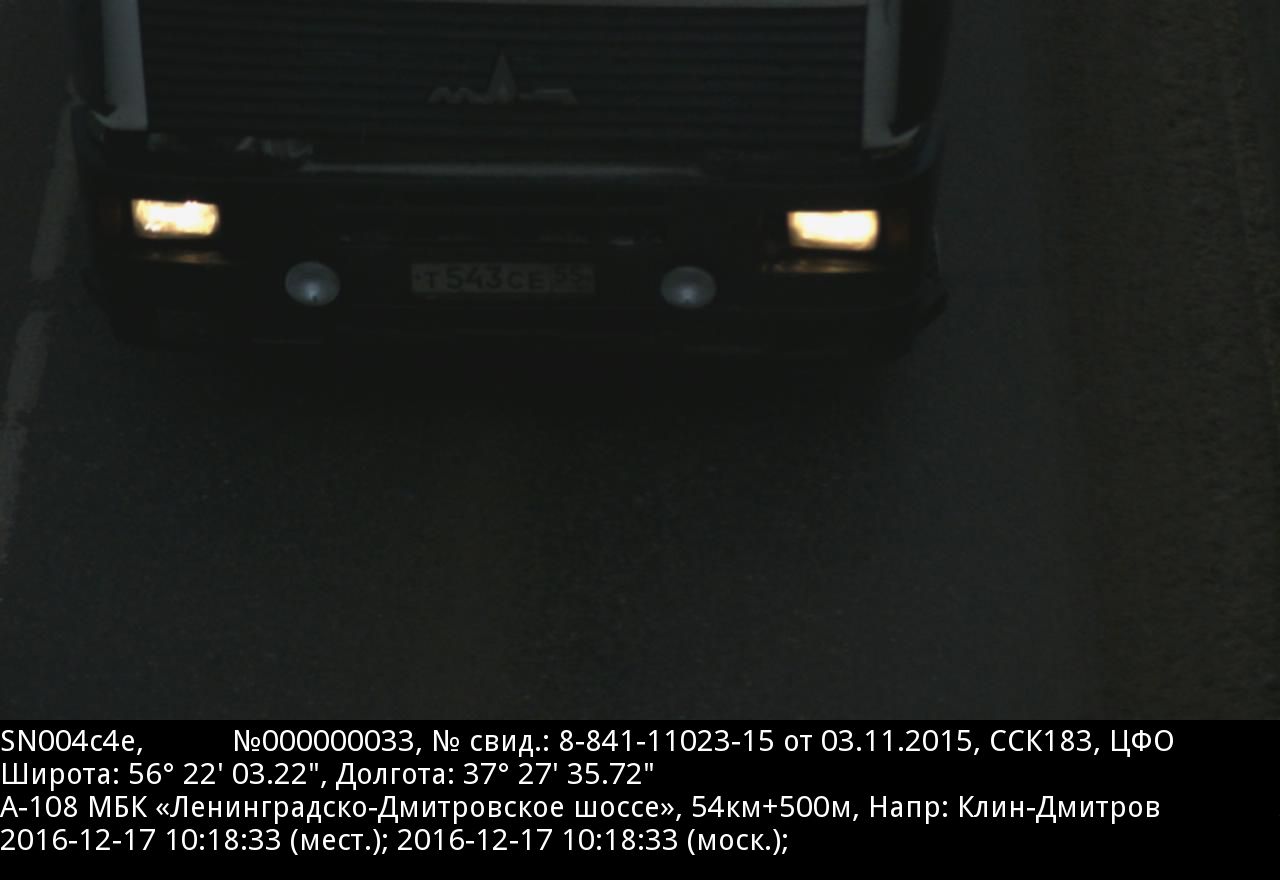 Т543СЕ 55
SN004c4e, №000000033, № свид.: 8-841-11023-15 от 03.11.2015, ССК183, ЦФО
Широта: 56° 22' 03.22", Долгота: 37° 27' 35.72"
А-108 МБК «Ленинградско-Дмитровское шоссе», 54км+500м, Напр: Клин-Дмитров
2016-12-17 10:18:33 (мест.); 2016-12-17 10:18:33 (моск.);